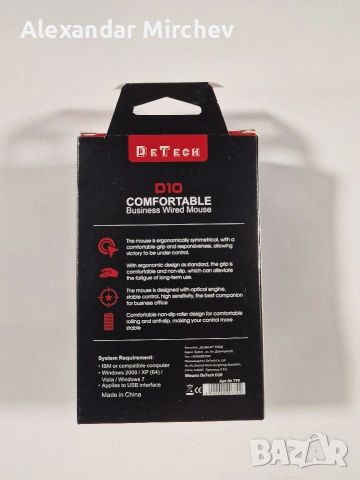 Alexandar Mirchev
DETECH
D10
COMFORTABLE
Business Wired Mouse
The mouse is ergonomically symmetrical, with a
comfortable grip and responsiveness, allowing
victory to be under control.
With ergonomic design as standard, the grip is
comfortable and non-slip, which can alleviate
the fatigue of long-term use.
The mouse is designed with optical engine,
stable control, high sensitivity, the best companion
for business office
Comfortable non-slip roller design for comfortable
rolling and anti-slip, making your control more
stable
System Requirement:
• IBM or compatible computer
• Windows 2000 / XP (64) /
Vista / Windows 7
• Applies to USB interface
Made in China
Мишка DeTech D10
bazar.bg